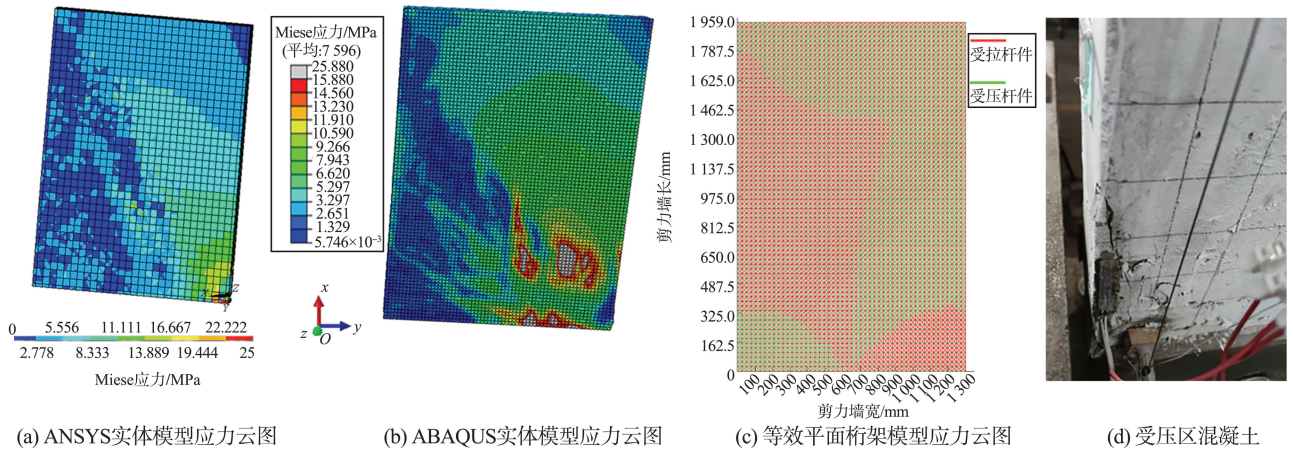 Miese应力/MPa
(平均:7 596)
25.880
15.880
14.560
13.230
11.910
10.590
9.266
7.943
6.620
5.297
3.297
2.651
1.329
5.746×10⁻³
Z
X
Y
0 5.556 11.111 16.667 22.222
2.778 8.333 13.889 19.444 25
Miese应力/MPa
x
y
z
O
剪力墙长/mm
1 959.0
1 787.5
1 625.0
1 462.5
1 300.0
1 137.5
975.0
812.5
650.0
487.5
325.0
162.5
0
100 200 300 400 500 600 700 800 900 1 000 1 100 1 200 1 300
剪力墙宽/mm
受拉杆件
受压杆件
(a) ANSYS实体模型应力云图
(b) ABAQUS实体模型应力云图
(c) 等效平面桁架模型应力云图
(d) 受压区混凝土